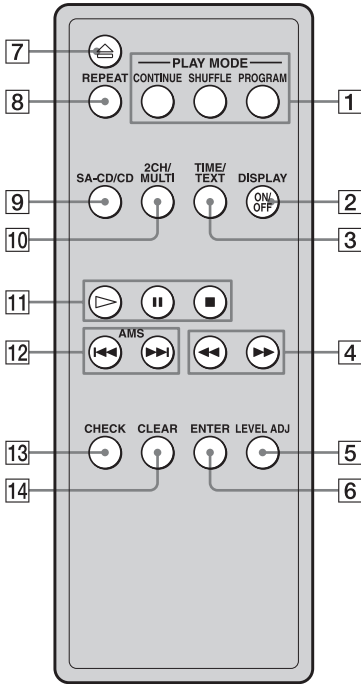 7
PLAY MODE
REPEAT CONTINUE SHUFFLE PROGRAM
8
1
2CH/ TIME/
SA-CD/CD MULTI TEXT DISPLAY
ON/
OFF
9
2
10
3
11
AMS
12
4
CHECK CLEAR ENTER LEVEL ADJ
13
5
14
6